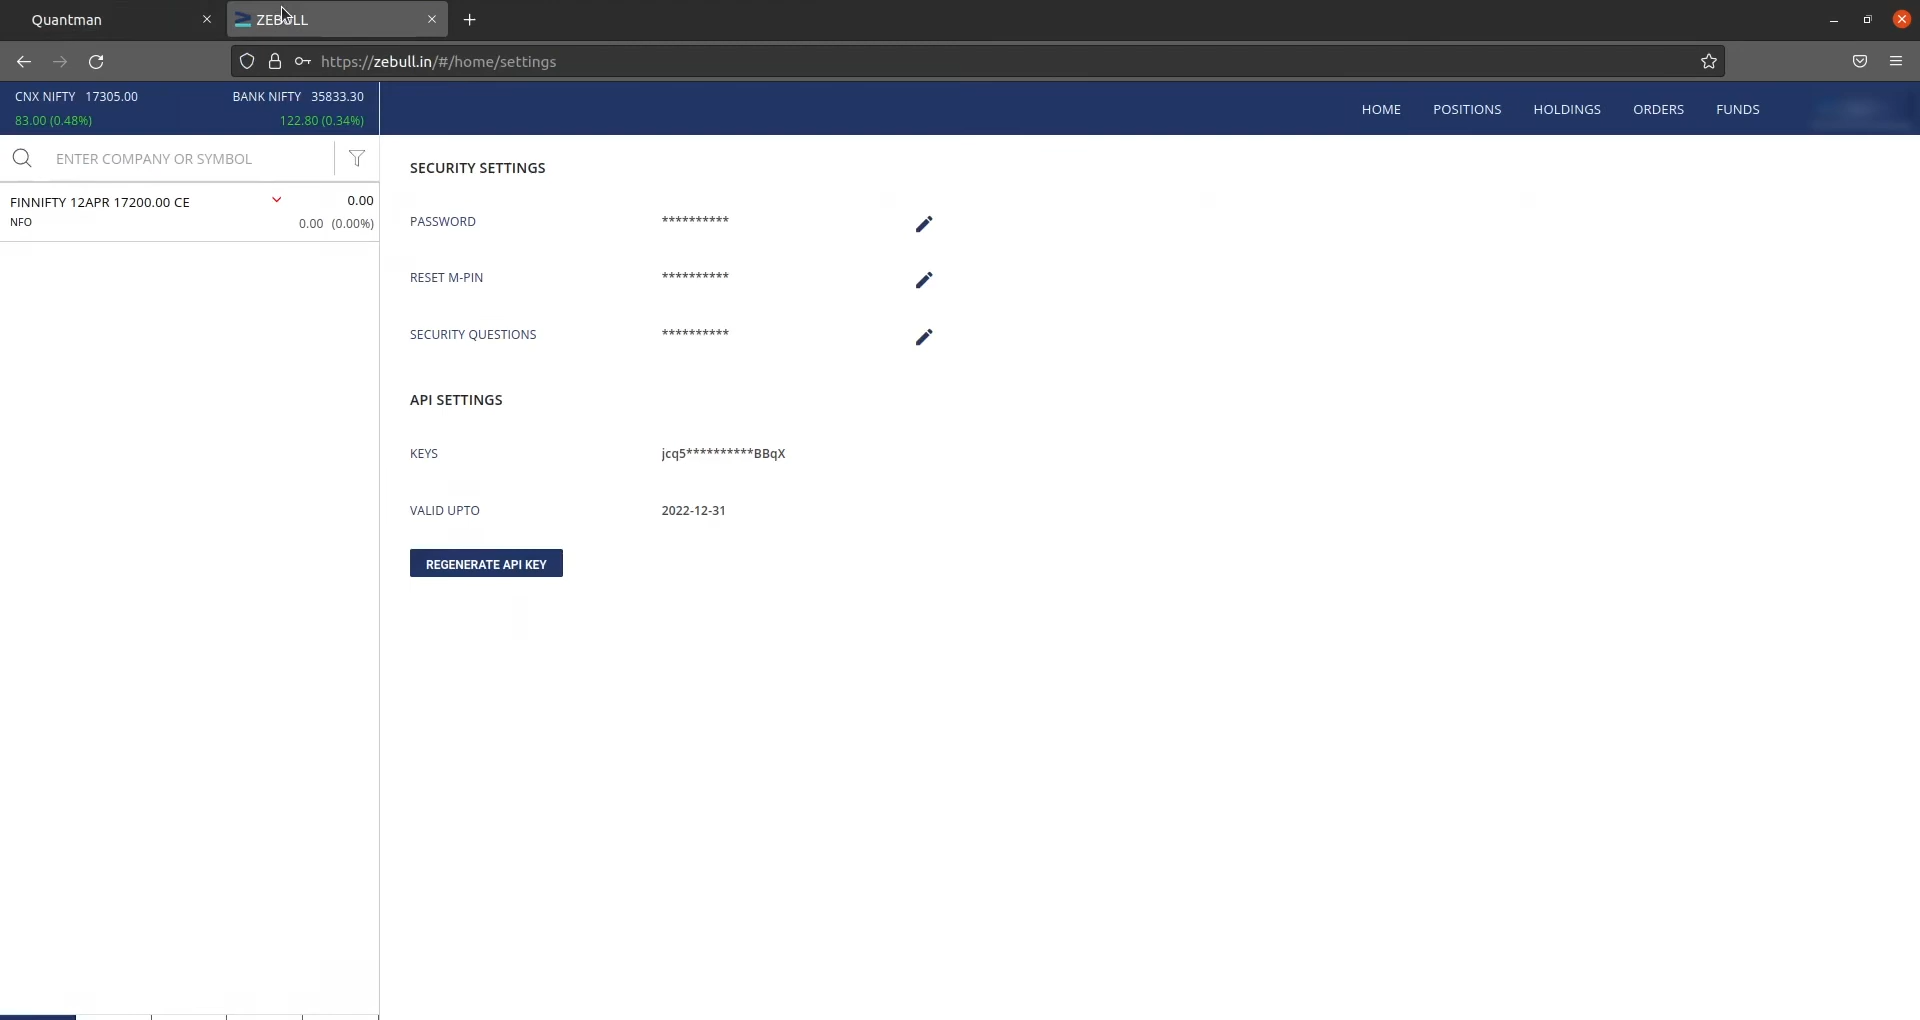 Quantman
ZEBULL
https://zebull.in/#/home/settings
CNX NIFTY 17305.00 BANK NIFTY 35833.30
83.00 (0.48%) 122.80 (0.34%)
HOME POSITIONS HOLDINGS ORDERS FUNDS
ENTER COMPANY OR SYMBOL
FINNIFTY 12APR 17200.00 CE 0.00
NFO 0.00 (0.00%)
SECURITY SETTINGS
PASSWORD **********
RESET M-PIN **********
SECURITY QUESTIONS **********
API SETTINGS
KEYS jcq5**********BBqX
VALID UPTO 2022-12-31
REGENERATE API KEY